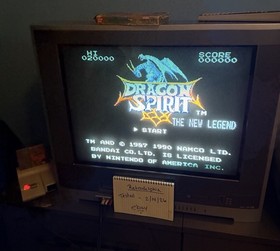 HI SCORE
020000 000000
DRAGON
SPIRIT TM
THE NEW LEGEND
▶ START
TM AND © 1987 1990 NAMCO LTD.
BANDAI CO. LTD. IS LICENSED
BY NINTENDO OF AMERICA INC.